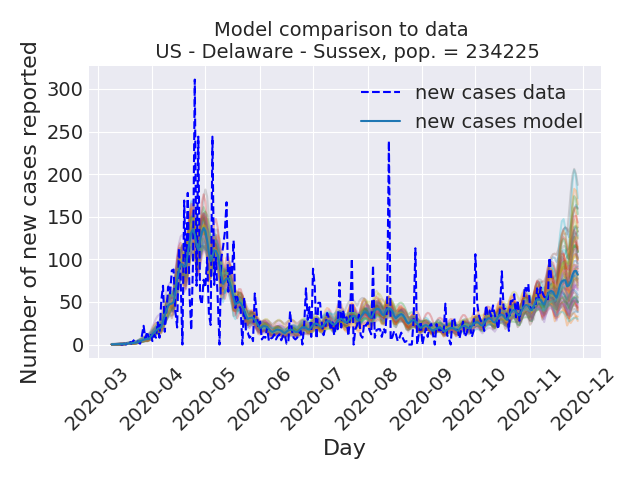 Model comparison to data
US - Delaware - Sussex, pop. = 234225
Number of new cases reported
300
250
200
150
100
50
0
new cases data
new cases model
2020-03
2020-04
2020-05
2020-06
2020-07
2020-08
2020-09
2020-10
2020-11
2020-12
Day